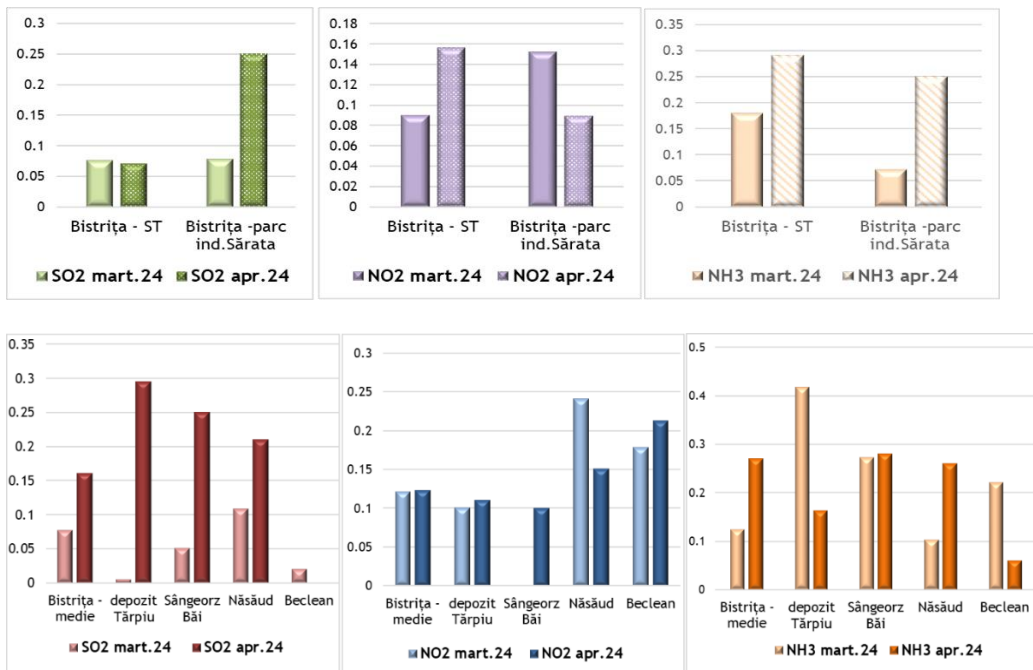 0.3
0.25
0.2
0.15
0.1
0.05
0
Bistrița - ST
Bistrița -parc
ind.Sărata
SO2 mart.24
SO2 apr.24
0.18
0.16
0.14
0.12
0.1
0.08
0.06
0.04
0.02
0
Bistrița - ST
Bistrița -parc
ind.Sărata
NO2 mart.24
NO2 apr.24
0.35
0.3
0.25
0.2
0.15
0.1
0.05
0
Bistrița - ST
Bistrița -parc
ind.Sărata
NH3 mart.24
NH3 apr.24
0.35
0.3
0.25
0.2
0.15
0.1
0.05
0
Bistrița -
medie
depozit
Tărpiu
Sângeorz
Băi
Năsăud
Beclean
SO2 mart.24
SO2 apr.24
0.3
0.25
0.2
0.15
0.1
0.05
0
Bistrița -
medie
depozit
Tărpiu
Sângeorz
Băi
Năsăud
Beclean
NO2 mart.24
NO2 apr.24
0.5
0.4
0.3
0.2
0.1
0
Bistrița -
medie
depozit
Tărpiu
Sângeorz
Băi
Năsăud
Beclean
NH3 mart.24
NH3 apr.24